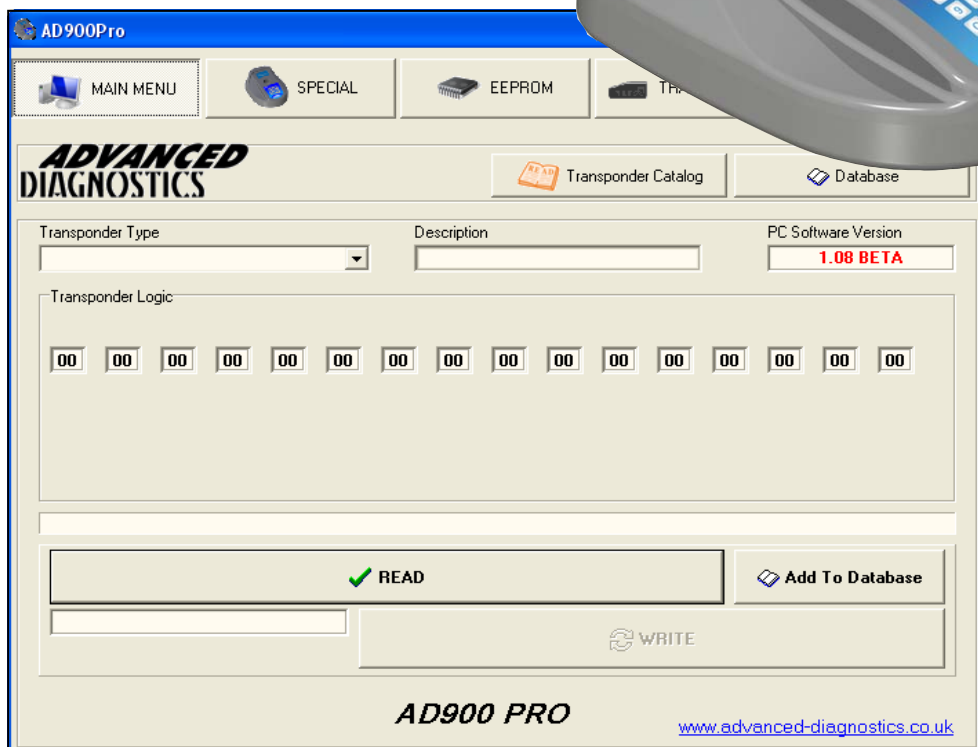 AD900Pro
MAIN MENU SPECIAL EEPROM
ADVANCED
DIAGNOSTICS
Transponder Catalog Database
Transponder Type Description PC Software Version
1.08 BETA
Transponder Logic
00 00 00 00 00 00 00 00 00 00 00 00 00 00 00 00
READ Add To Database
WRITE
AD900 PRO
www.advanced-diagnostics.co.uk